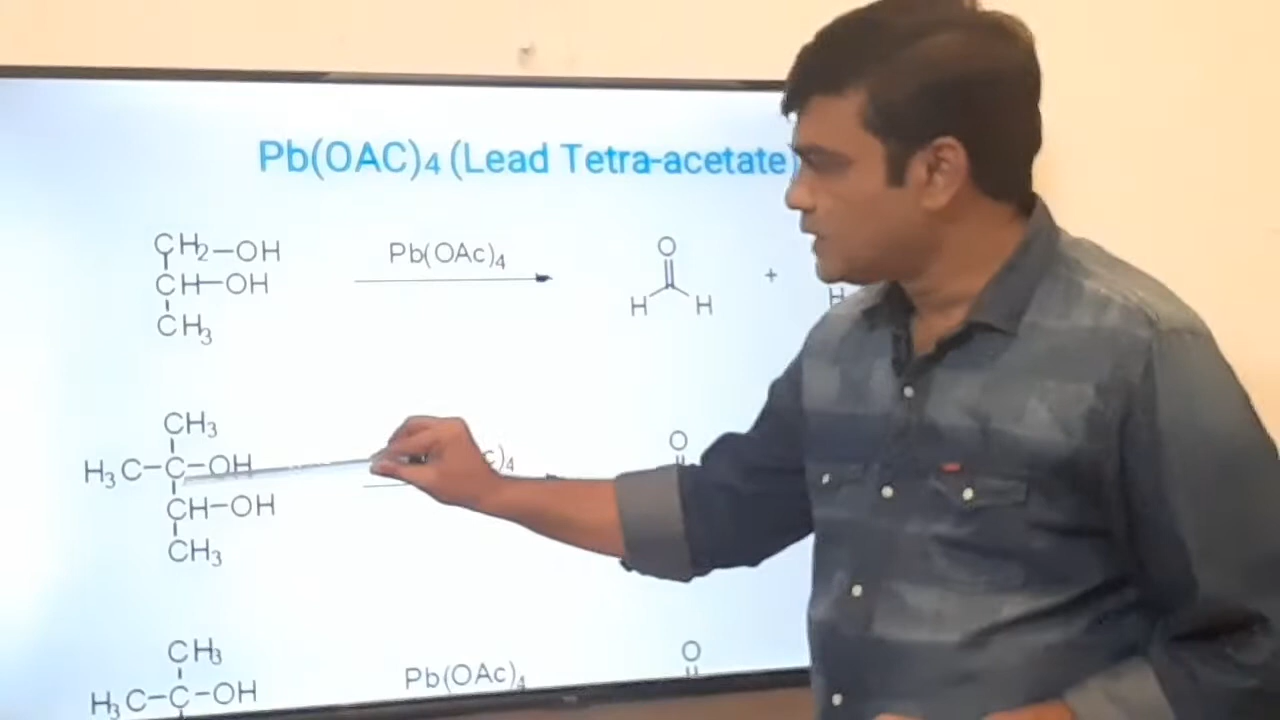 Pb(OAC)4 (Lead Tetra-acetate)
CH2-OH
CH-OH
CH3
Pb(OAc)4
O
H H
+
H
CH3
H3C-C-OH
CH-OH
CH3
c)4
O
CH3
H3C-C-OH
Pb(OAc)4
O